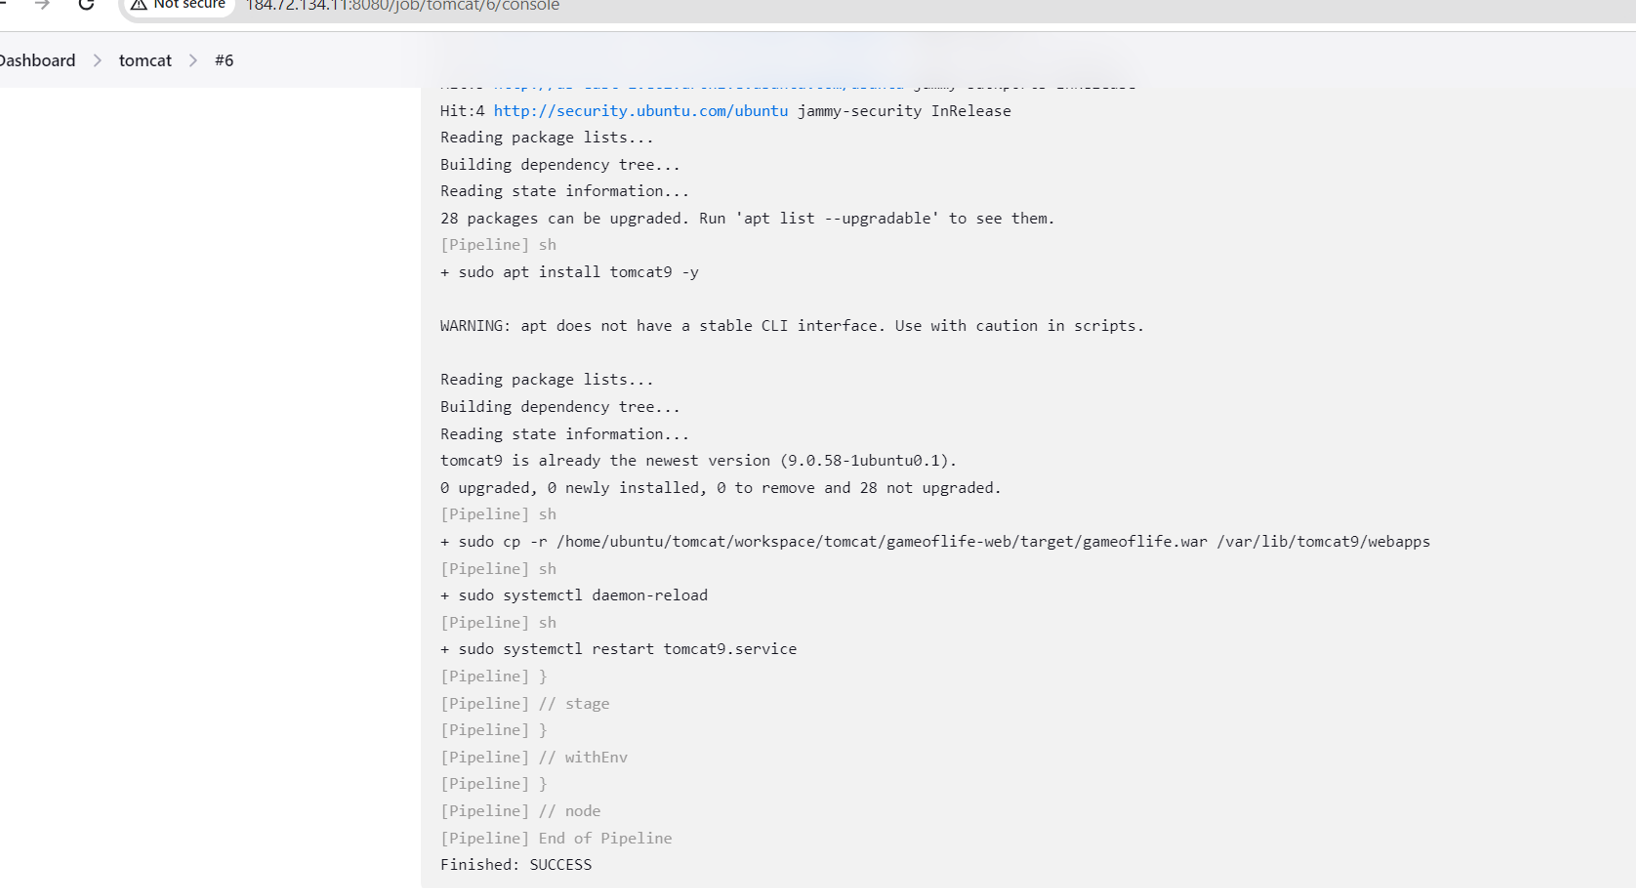 Not secure 184.72.134.11:8080/job/tomcat/6/console
Dashboard > tomcat > #6
Hit:4 http://security.ubuntu.com/ubuntu jammy-security InRelease
Reading package lists...
Building dependency tree...
Reading state information...
28 packages can be upgraded. Run 'apt list --upgradable' to see them.
[Pipeline] sh
+ sudo apt install tomcat9 -y
WARNING: apt does not have a stable CLI interface. Use with caution in scripts.
Reading package lists...
Building dependency tree...
Reading state information...
tomcat9 is already the newest version (9.0.58-1ubuntu0.1).
0 upgraded, 0 newly installed, 0 to remove and 28 not upgraded.
[Pipeline] sh
+ sudo cp -r /home/ubuntu/tomcat/workspace/tomcat/gameoflife-web/target/gameoflife.war /var/lib/tomcat9/webapps
[Pipeline] sh
+ sudo systemctl daemon-reload
[Pipeline] sh
+ sudo systemctl restart tomcat9.service
[Pipeline] }
[Pipeline] // stage
[Pipeline] }
[Pipeline] // withEnv
[Pipeline] }
[Pipeline] // node
[Pipeline] End of Pipeline
Finished: SUCCESS